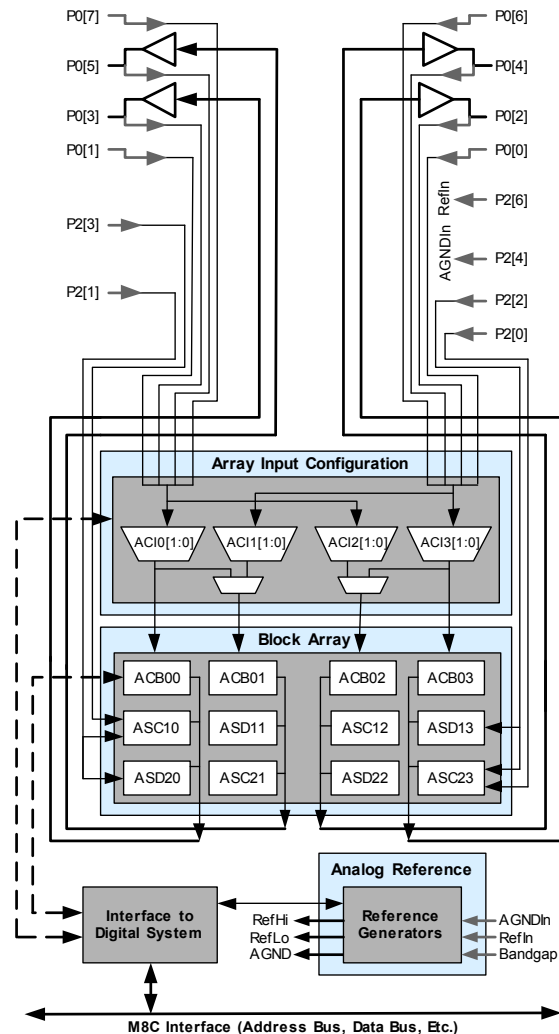 P0[7]
P0[6]
P0[5]
P0[4]
P0[3]
P0[2]
P0[1]
P0[0]
P2[6]
AGNDIn RefIn
P2[3]
P2[4]
P2[1]
P2[2]
P2[0]
Array Input Configuration
ACI0[1:0]
ACI1[1:0]
ACI2[1:0]
ACI3[1:0]
Block Array
ACB00
ACB01
ACB02
ACB03
ASC10
ASD11
ASC12
ASD13
ASD20
ASC21
ASD22
ASC23
Analog Reference
Interface to
Digital System
RefHi
RefLo
AGND
Reference
Generators
AGNDIn
RefIn
Bandgap
M8C Interface (Address Bus, Data Bus, Etc.)